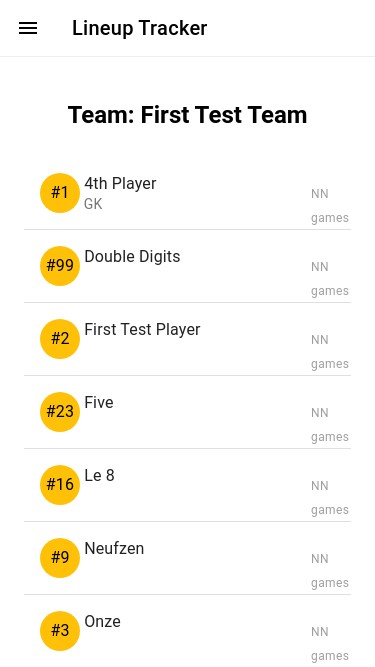 Lineup Tracker
Team: First Test Team
#1 4th Player
GK
NN
games
#99 Double Digits
NN
games
#2 First Test Player
NN
games
#23 Five
NN
games
#16 Le 8
NN
games
#9 Neufzen
NN
games
#3 Onze
NN
games